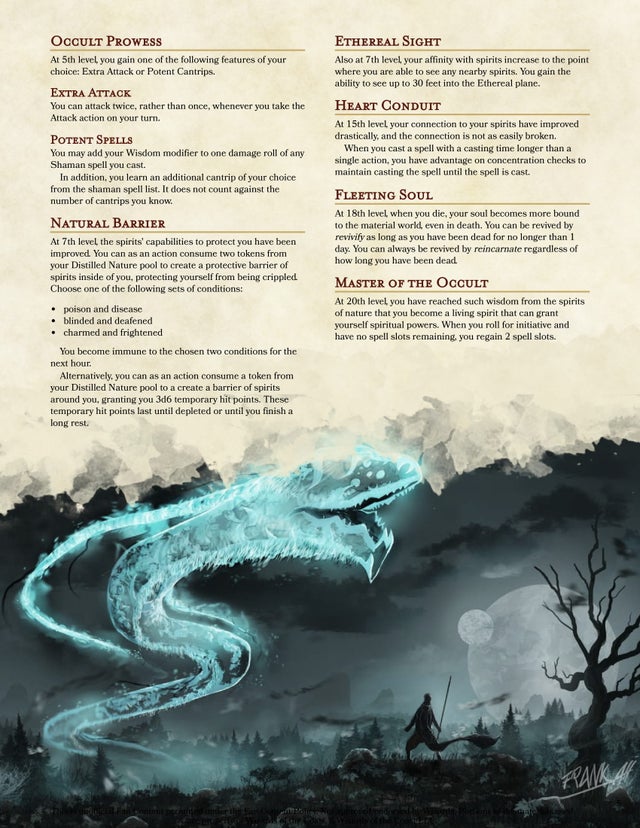 Occult Prowess
At 5th level, you gain one of the following features of your
choice: Extra Attack or Potent Cantrips.
Extra Attack
You can attack twice, rather than once, whenever you take the
Attack action on your turn.
Potent Spells
You may add your Wisdom modifier to one damage roll of any
Shaman spell you cast.
In addition, you learn an additional cantrip of your choice
from the shaman spell list. It does not count against the
number of cantrips you know.
Natural Barrier
At 7th level, the spirits' capabilities to protect you have been
improved. You can as an action consume two tokens from
your Distilled Nature pool to create a protective barrier of
spirits inside of you, protecting yourself from being crippled.
Choose one of the following sets of conditions:
• poison and disease
• blinded and deafened
• charmed and frightened
You become immune to the chosen two conditions for the
next hour.
Alternatively, you can as an action consume a token from
your Distilled Nature pool to a create a barrier of spirits
around you, granting you 3d6 temporary hit points. These
temporary hit points last until depleted or until you finish a
long rest.
Ethereal Sight
Also at 7th level, your affinity with spirits increase to the point
where you are able to see any nearby spirits. You gain the
ability to see up to 30 feet into the Ethereal plane.
Heart Conduit
At 15th level, your connection to your spirits have improved
drastically, and the connection is not as easily broken.
When you cast a spell with a casting time longer than a
single action, you have advantage on concentration checks to
maintain casting the spell until the spell is cast.
Fleeting Soul
At 18th level, when you die, your soul becomes more bound
to the material world, even in death. You can be revived by
revivify as long as you have been dead for no longer than 1
day. You can always be revived by reincarnate regardless of
how long you have been dead.
Master of the Occult
At 20th level, you have reached such wisdom from the spirits
of nature that you become a living spirit that can grant
yourself spiritual powers. When you roll for initiative and
have no spell slots remaining, you regain 2 spell slots.
FRANK